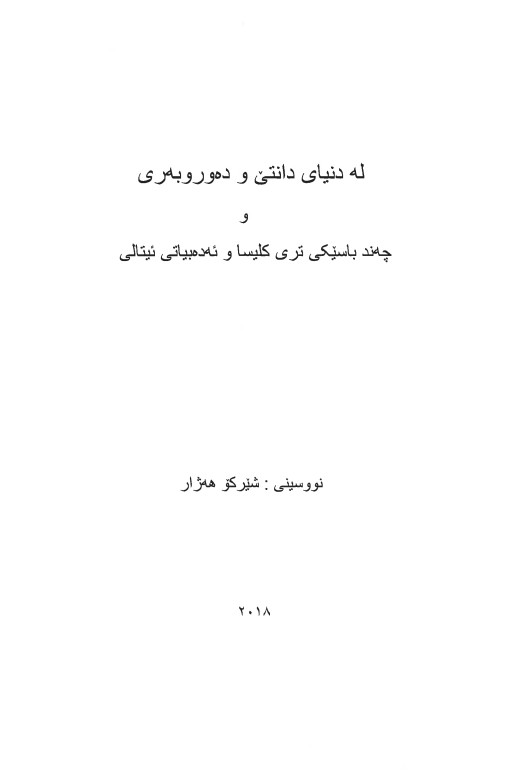 لە دنیای دانتێ و دەوروبەری
و
چەند باسێکی تری کلیسا و ئەدەبیاتی ئیتالی
نووسینی : شێرکۆ هەژار
٢٠١٨